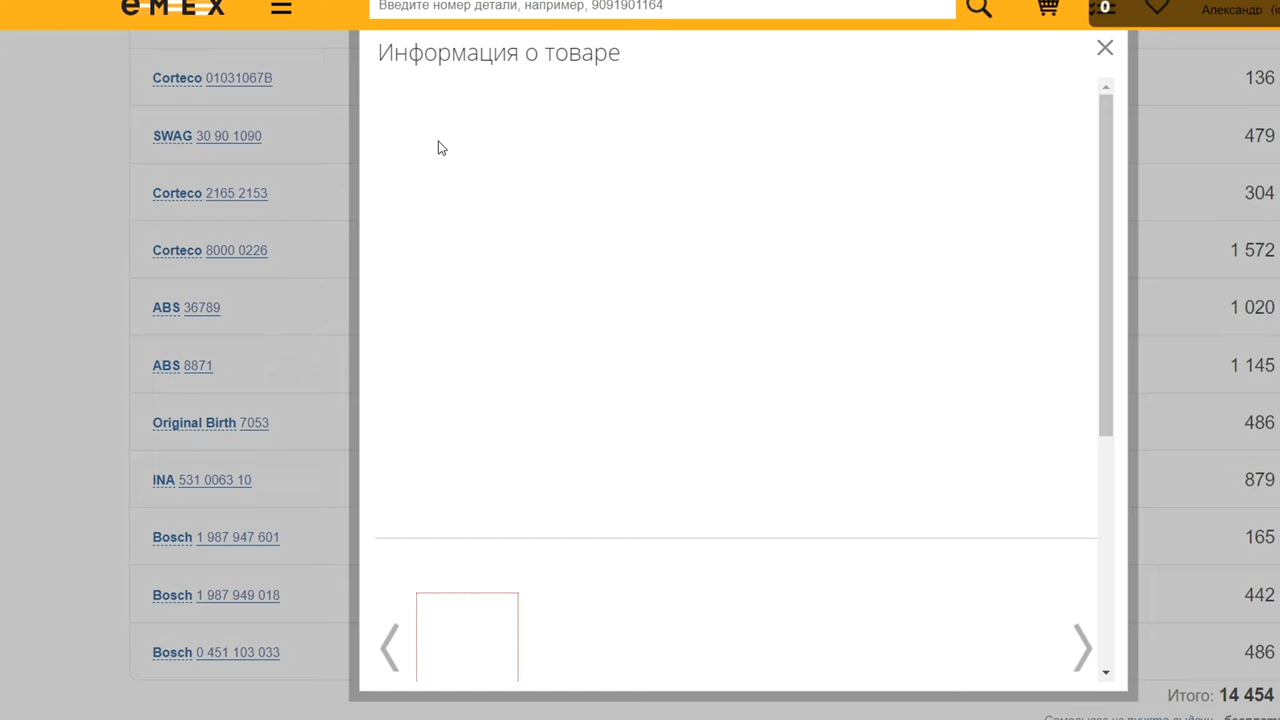 emex
Введите номер детали, например, 9091901164
0
Александр (i
Информация о товаре
Corteco 01031067B
136
SWAG 30 90 1090
479
Corteco 2165 2153
304
Corteco 8000 0226
1 572
ABS 36789
1 020
ABS 8871
1 145
Original Birth 7053
486
INA 531 0063 10
879
Bosch 1 987 947 601
165
Bosch 1 987 949 018
442
Bosch 0 451 103 033
486
Итого: 14 454